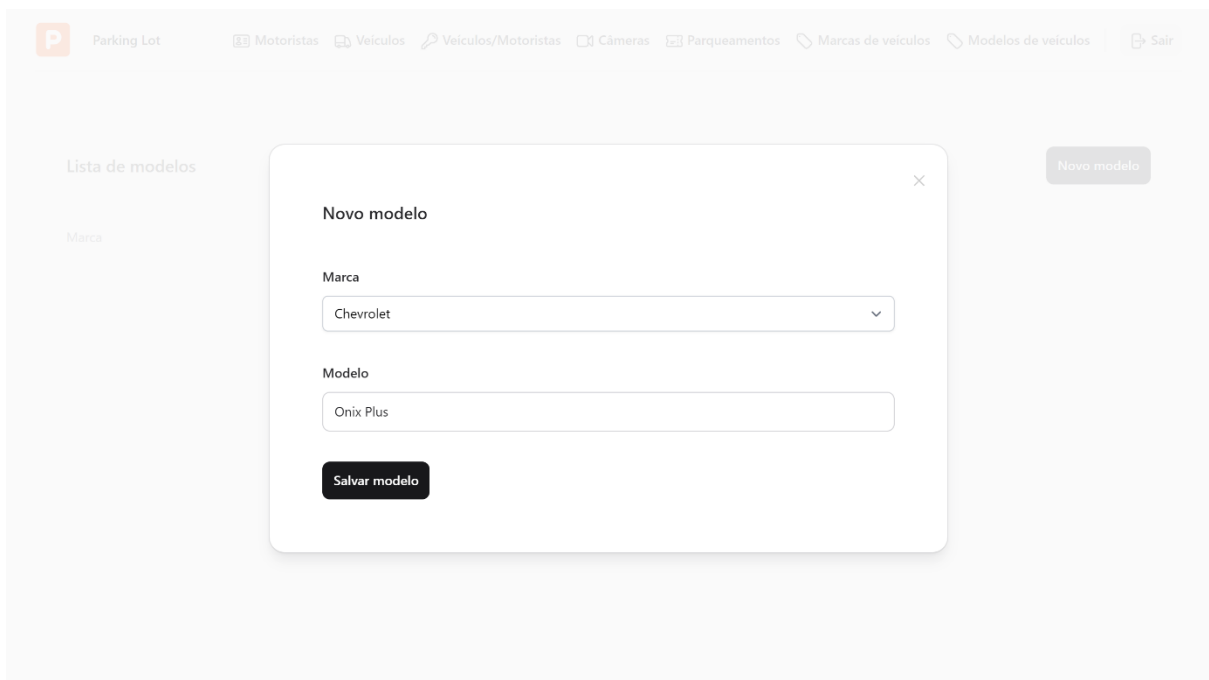 P Parking Lot Motoristas Veículos Veículos/Motoristas Câmeras Parqueamentos Marcas de veículos Modelos de veículos Sair
Lista de modelos Novo modelo
Marca
Novo modelo
Marca
Chevrolet
Modelo
Onix Plus
Salvar modelo